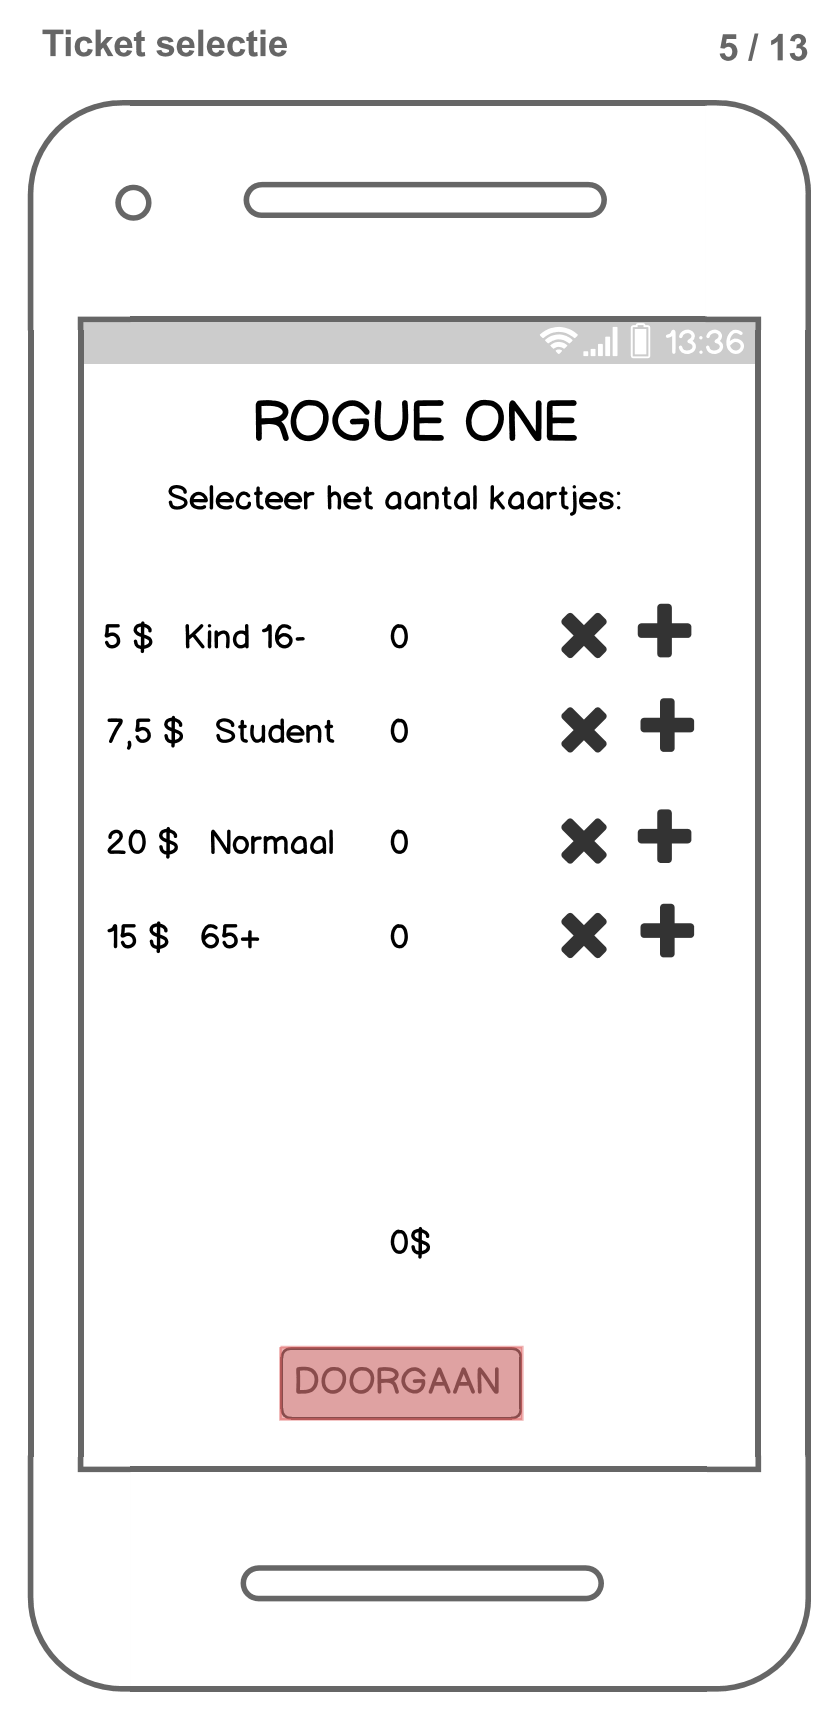 Ticket selectie
5 / 13
13:36
ROGUE ONE
Selecteer het aantal kaartjes:
5 $ Kind 16- 0
7,5 $ Student 0
20 $ Normaal 0
15 $ 65+ 0
0$
DOORGAAN